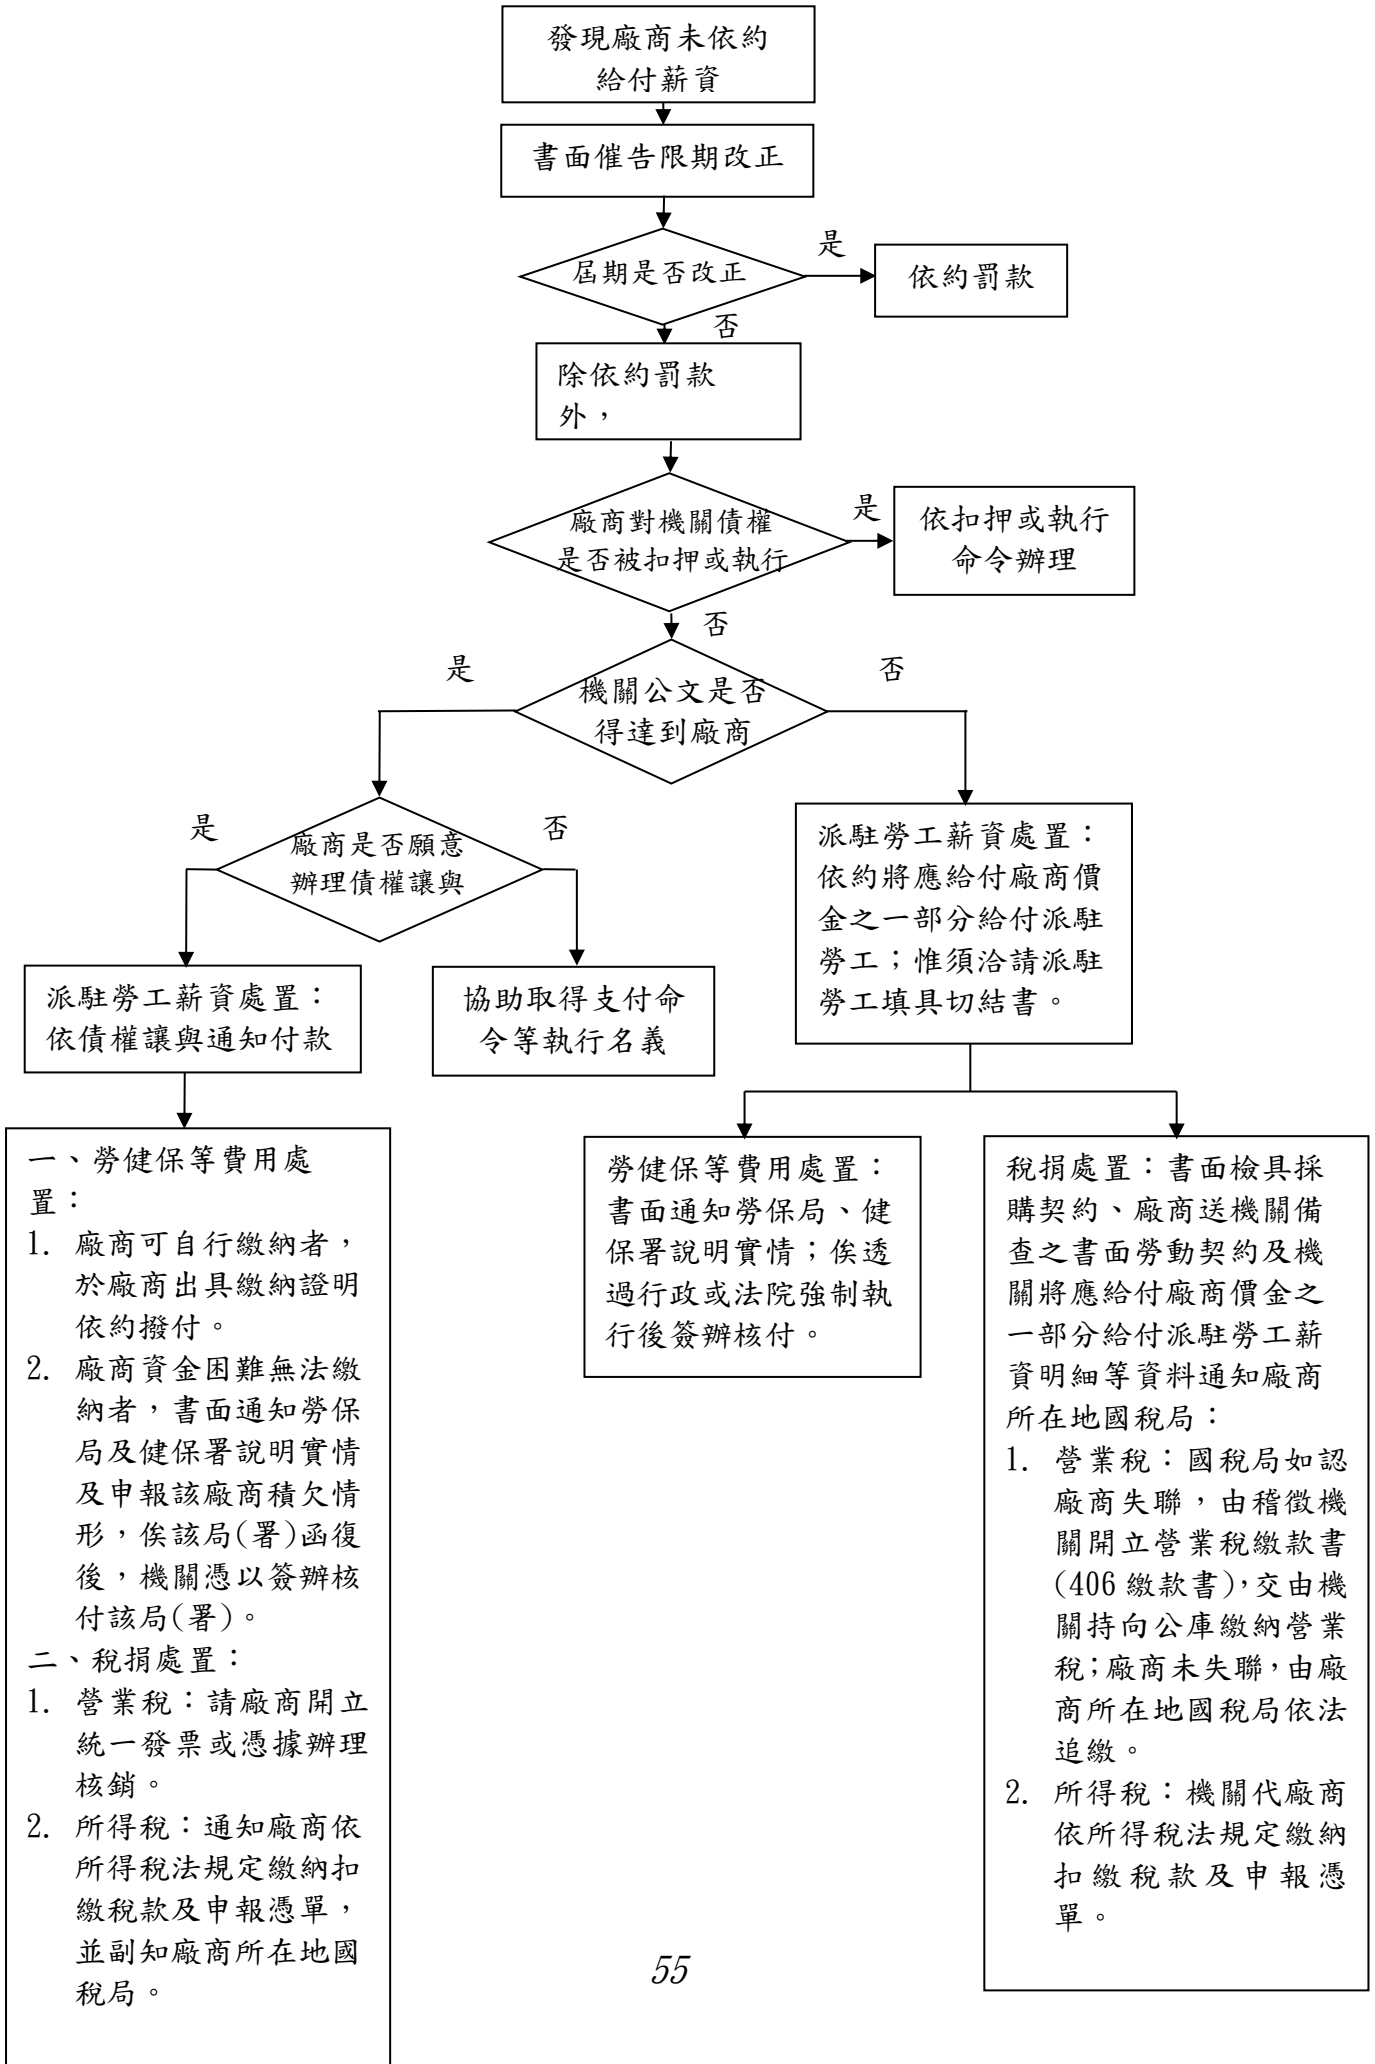 發現廠商未依約
給付薪資
書面催告限期改正
屆期是否改正
是
依約罰款
否
除依約罰款
外，
廠商對機關債權
是否被扣押或執行
是
依扣押或執行
命令辦理
否
機關公文是否
得達到廠商
是
否
廠商是否願意
辦理債權讓與
是
否
派駐勞工薪資處置：
依債權讓與通知付款
協助取得支付命
令等執行名義
派駐勞工薪資處置：
依約將應給付廠商價
金之一部分給付派駐
勞工；惟須洽請派駐
勞工填具切結書。
一、勞健保等費用處
置：
1. 廠商可自行繳納者，
於廠商出具繳納證明
依約撥付。
2. 廠商資金困難無法繳
納者，書面通知勞保
局及健保署說明實情
及申報該廠商積欠情
形，俟該局(署)函復
後，機關憑以簽辦核
付該局(署)。
二、稅捐處置：
1. 營業稅：請廠商開立
統一發票或憑據辦理
核銷。
2. 所得稅：通知廠商依
所得稅法規定繳納扣
繳稅款及申報憑單，
並副知廠商所在地國
稅局。
勞健保等費用處置：
書面通知勞保局、健
保署說明實情；俟透
過行政或法院強制執
行後簽辦核付。
稅捐處置：書面檢具採
購契約、廠商送機關備
查之書面勞動契約及機
關將應給付廠商價金之
一部分給付派駐勞工薪
資明細等資料通知廠商
所在地國稅局：
1. 營業稅：國稅局如認
廠商失聯，由稽徵機
關開立營業稅繳款書
(406 繳款書)，交由機
關持向公庫繳納營業
稅；廠商未失聯，由廠
商所在地國稅局依法
追繳。
2. 所得稅：機關代廠商
依所得稅法規定繳納
扣繳稅款及申報憑
單。
55